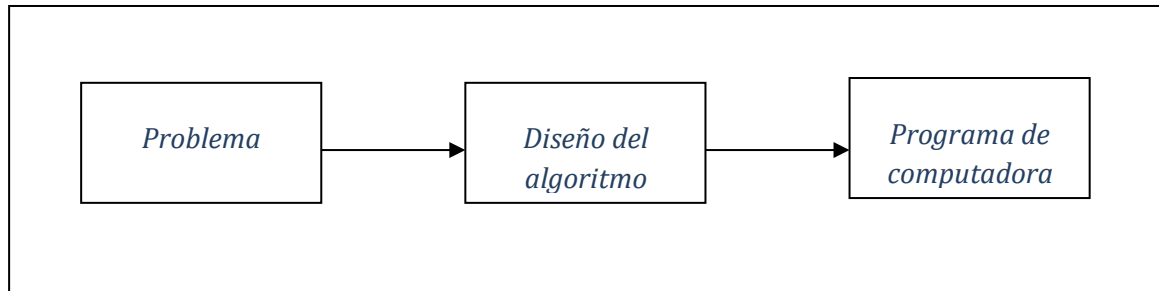 Problema
Diseño del
algoritmo
Programa de
computadora